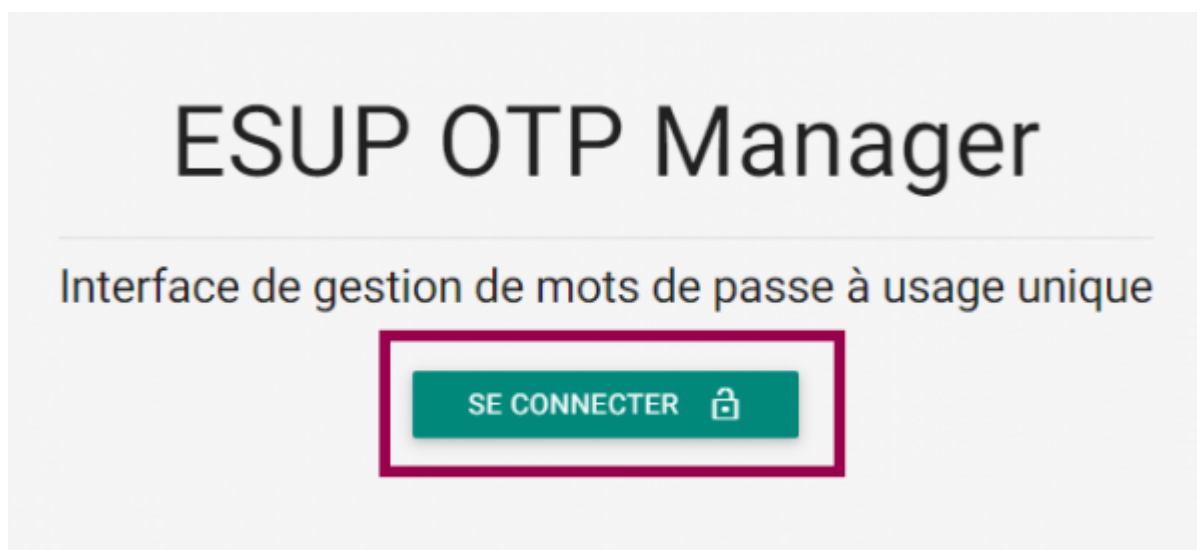 ESUP OTP Manager
Interface de gestion de mots de passe à usage unique
SE CONNECTER